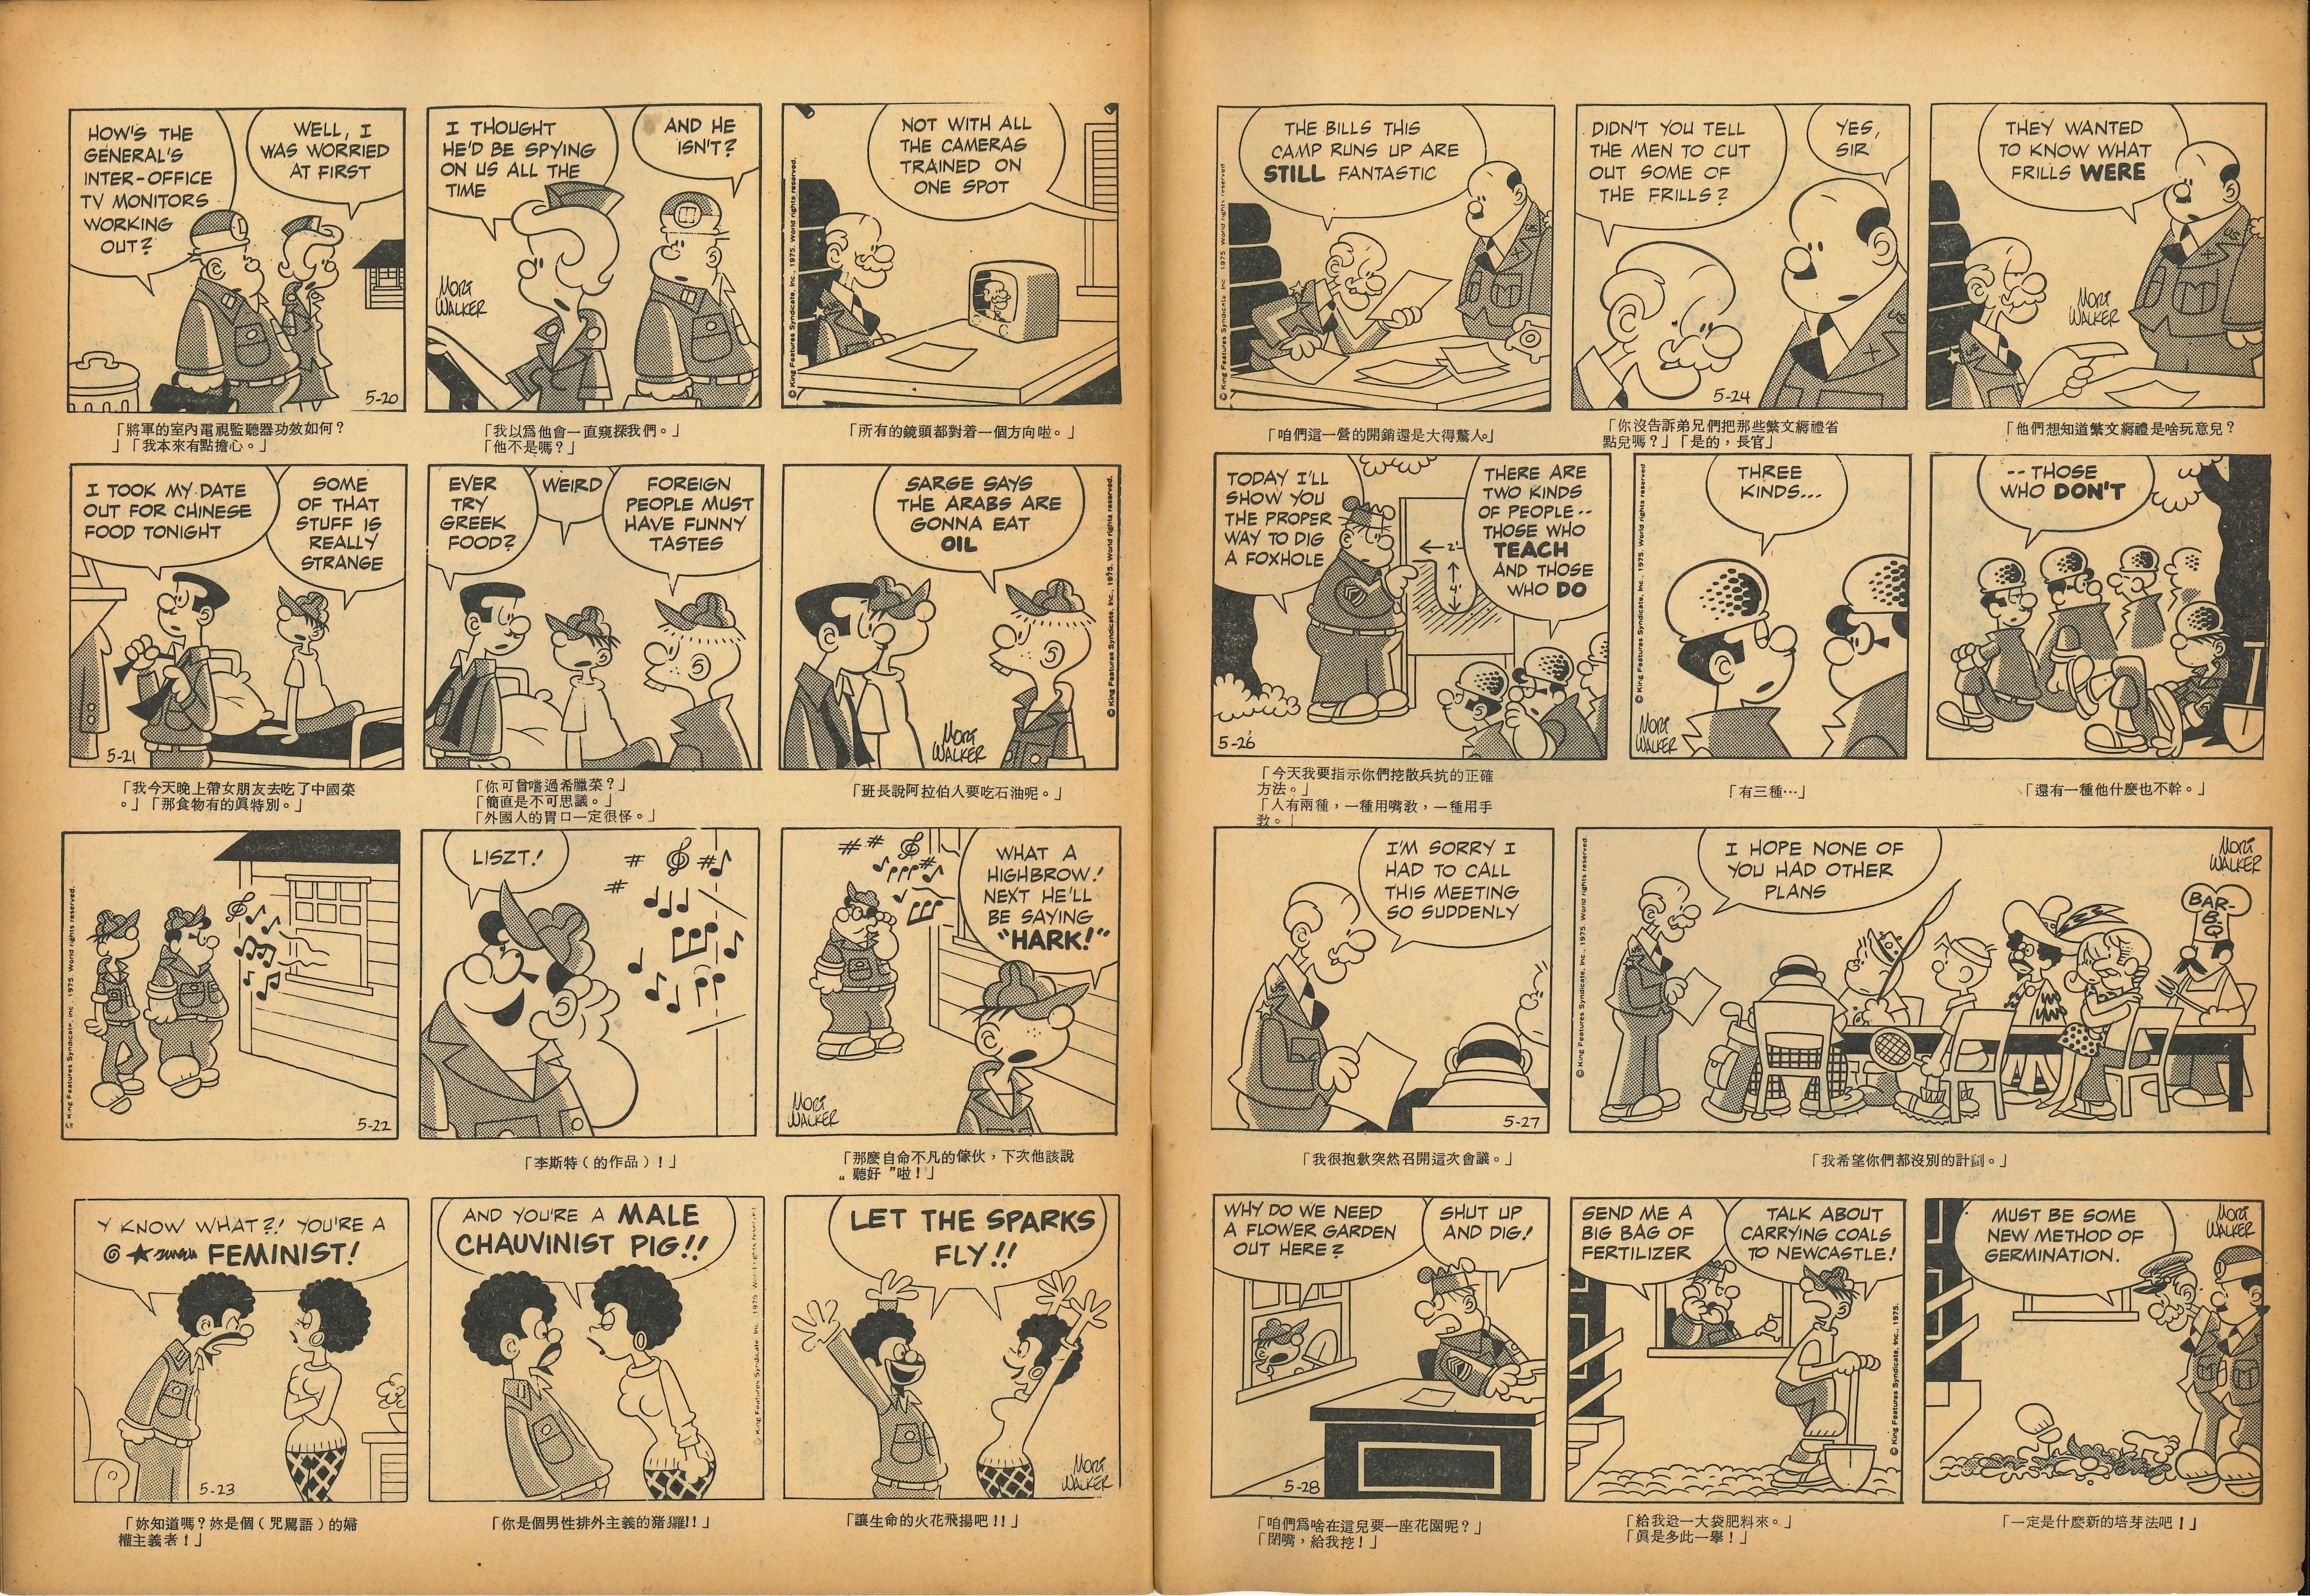 HOW'S THE
GENERAL'S
INTER-OFFICE
TV MONITORS
WORKING
OUT?
WELL, I
WAS WORRIED
AT FIRST
5-20
「將軍的室內電視監聽器功效如何?
」「我本來有點擔心。」
I THOUGHT
HE'D BE SPYING
ON US ALL THE
TIME
AND HE
ISN'T?
MORT
WALKER
「我以爲他會一直窺探我們。」
「他不是嗎?」
NOT WITH ALL
THE CAMERAS
TRAINED ON
ONE SPOT
© King Features Syndicate, Inc., 1975. World rights reserved.
「所有的鏡頭都對着一個方向啦。」
I TOOK MY DATE
OUT FOR CHINESE
FOOD TONIGHT
SOME
OF THAT
STUFF IS
REALLY
STRANGE
5-21
「我今天晚上帶女朋友去吃了中國菜
。」「那食物有的眞特別。」
EVER
TRY
GREEK
FOOD?
WEIRD
FOREIGN
PEOPLE MUST
HAVE FUNNY
TASTES
「你可曾嚐過希臘菜?」
「簡直是不可思議。」
「外國人的胃口一定很怪。」
SARGE SAYS
THE ARABS ARE
GONNA EAT
OIL
MORT
WALKER
© King Features Syndicate, Inc., 1975. World rights reserved.
「班長說阿拉伯人要吃石油呢。」
© King Features Syndicate, Inc., 1975. World rights reserved.
5-22
LISZT!
「李斯特(的作品)!」
WHAT A
HIGHBROW!
NEXT HE'LL
BE SAYING
"HARK!"
MORT
WALKER
「那麼自命不凡的傢伙,下次他該說
“聽好”啦!」
Y'KNOW WHAT?! YOU'RE A
FEMINIST!
5-23
「妳知道嗎?妳是個(咒罵語)的婦
權主義者!」
AND YOU'RE A MALE
CHAUVINIST PIG!!
© King Features Syndicate, Inc., 1975. World rights reserved.
「你是個男性排外主義的猪玀!!」
LET THE SPARKS
FLY!!
MORT
WALKER
「讓生命的火花飛揚吧!!」
THE BILLS THIS
CAMP RUNS UP ARE
STILL FANTASTIC
© King Features Syndicate, Inc., 1975. World rights reserved
「咱們這一營的開銷還是大得驚人。」
DIDN'T YOU TELL
THE MEN TO CUT
OUT SOME OF
THE FRILLS?
YES,
SIR
5-24
「你沒告訴弟兄們把那些繁文縟禮省
點兒嗎?」「是的,長官」
THEY WANTED
TO KNOW WHAT
FRILLS WERE
MORT
WALKER
「他們想知道繁文縟禮是啥玩意兒?
TODAY I'LL
SHOW YOU
THE PROPER
WAY TO DIG
A FOXHOLE
THERE ARE
TWO KINDS
OF PEOPLE--
THOSE WHO
TEACH
AND THOSE
WHO DO
2'
4'
5-26
「今天我要指示你們挖散兵坑的正確
方法。」
「人有兩種,一種用嘴敎,一種用手
敎。」
THREE
KINDS...
MORT
WALKER
© King Features Syndicate, Inc., 1975. World rights reserved
「有三種…」
-- THOSE
WHO DON'T
「還有一種他什麼也不幹。」
I'M SORRY I
HAD TO CALL
THIS MEETING
SO SUDDENLY
5-27
「我很抱歉突然召開這次會議。」
I HOPE NONE OF
YOU HAD OTHER
PLANS
BAR-
B-
Q
MORT
WALKER
© King Features Syndicate, Inc., 1975. World rights reserved.
「我希望你們都沒別的計劃。」
WHY DO WE NEED
A FLOWER GARDEN
OUT HERE?
SHUT UP
AND DIG!
5-28
「咱們爲啥在這兒要一座花園呢?」
「閉嘴,給我挖!」
SEND ME A
BIG BAG OF
FERTILIZER
TALK ABOUT
CARRYING COALS
TO NEWCASTLE!
© King Features Syndicate, Inc., 1975.
「給我送一大袋肥料來。」
「眞是多此一擧!」
MUST BE SOME
NEW METHOD OF
GERMINATION.
MORT
WALKER
「一定是什麼新的培芽法吧!」